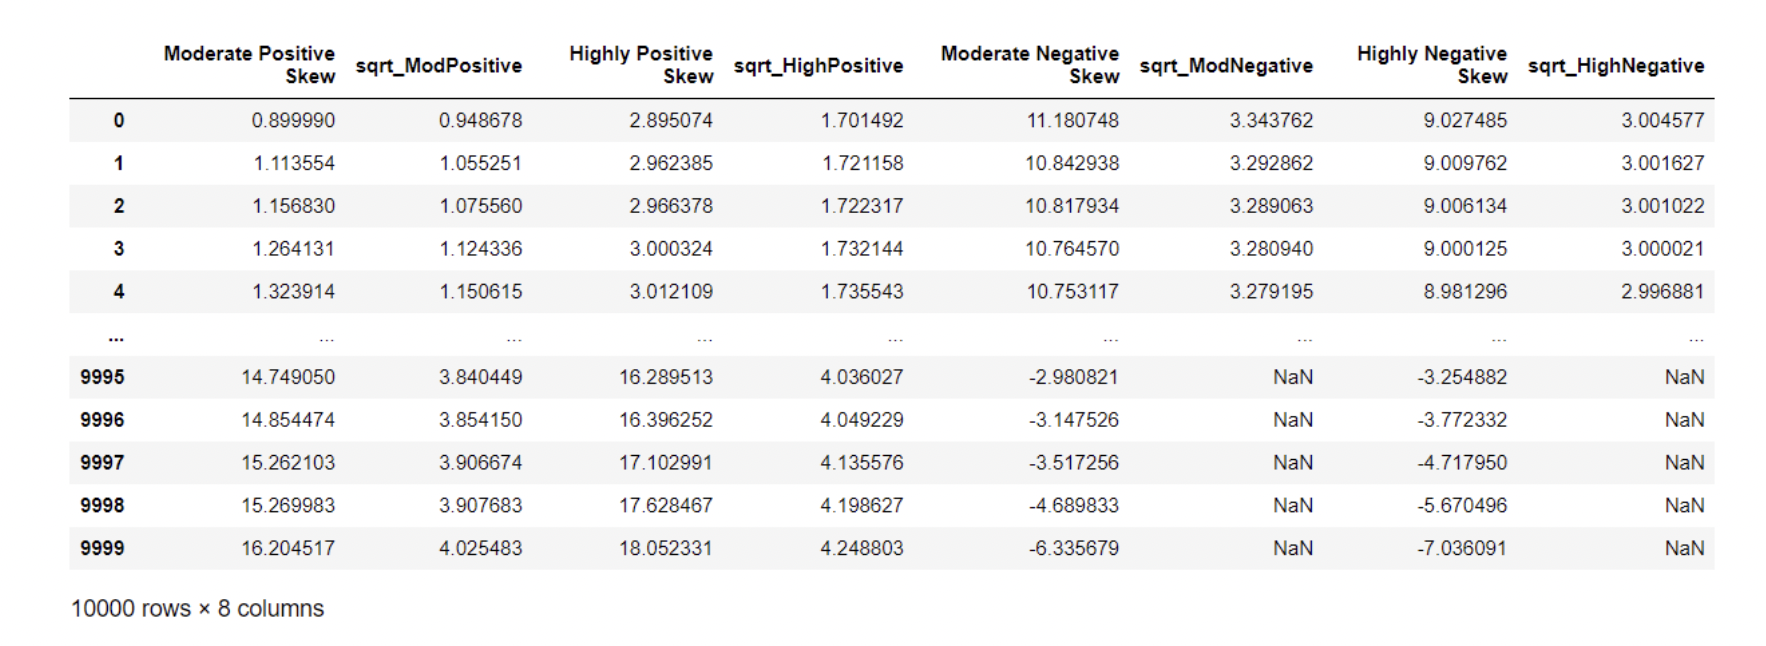 Moderate Positive Skew sqrt_ModPositive Highly Positive Skew sqrt_HighPositive Moderate Negative Skew sqrt_ModNegative Highly Negative Skew sqrt_HighNegative
0 0.899990 0.948678 2.895074 1.701492 11.180748 3.343762 9.027485 3.004577
1 1.113554 1.055251 2.962385 1.721158 10.842938 3.292862 9.009762 3.001627
2 1.156830 1.075560 2.966378 1.722317 10.817934 3.289063 9.006134 3.001022
3 1.264131 1.124336 3.000324 1.732144 10.764570 3.280940 9.000125 3.000021
4 1.323914 1.150615 3.012109 1.735543 10.753117 3.279195 8.981296 2.996881
... ... ... ... ... ... ... ... ...
9995 14.749050 3.840449 16.289513 4.036027 -2.980821 NaN -3.254882 NaN
9996 14.854474 3.854150 16.396252 4.049229 -3.147526 NaN -3.772332 NaN
9997 15.262103 3.906674 17.102991 4.135576 -3.517256 NaN -4.717950 NaN
9998 15.269983 3.907683 17.628467 4.198627 -4.689833 NaN -5.670496 NaN
9999 16.204517 4.025483 18.052331 4.248803 -6.335679 NaN -7.036091 NaN
10000 rows × 8 columns